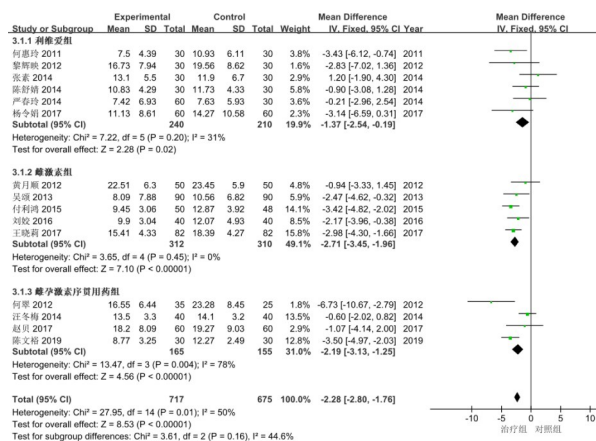 Experimental Control Mean Difference Mean Difference
Study or Subgroup Mean SD Total Mean SD Total Weight IV, Fixed, 95% CI Year IV, Fixed, 95% CI
3.1.1 利维爱组
何惠玲 2011 7.5 4.39 30 10.93 6.11 30 3.8% -3.43 [-6.12, -0.74] 2011
黎辉映 2012 16.73 7.94 30 19.56 8.62 30 1.5% -2.83 [-7.02, 1.36] 2012
张素 2014 13.1 5.5 30 11.9 6.7 30 2.8% 1.20 [-1.90, 4.30] 2014
陈舒婧 2014 10.83 4.29 30 11.73 4.33 30 5.6% -0.90 [-3.08, 1.28] 2014
严春玲 2014 7.42 6.93 60 7.63 5.93 30 3.5% -0.21 [-2.96, 2.54] 2014
杨令娟 2017 11.13 8.61 60 14.27 10.58 60 2.2% -3.14 [-6.59, 0.31] 2017
Subtotal (95% CI) 240 210 19.9% -1.37 [-2.54, -0.19]
Heterogeneity: Chi² = 7.22, df = 5 (P = 0.20); I² = 31%
Test for overall effect: Z = 2.28 (P = 0.02)
3.1.2 雌激素组
黄月顺 2012 22.51 6.3 50 23.45 5.9 50 4.7% -0.94 [-3.33, 1.45] 2012
吴颂 2013 8.09 7.88 90 10.56 6.82 90 5.8% -2.47 [-4.62, -0.32] 2013
付利鸿 2015 9.45 3.06 50 12.87 3.92 48 13.8% -3.42 [-4.82, -2.02] 2015
刘姣 2016 9.9 3.04 40 12.07 4.93 40 8.5% -2.17 [-3.96, -0.38] 2016
王晓莉 2017 15.41 4.33 82 18.39 4.27 82 15.6% -2.98 [-4.30, -1.66] 2017
Subtotal (95% CI) 312 310 49.1% -2.71 [-3.45, -1.96]
Heterogeneity: Chi² = 3.65, df = 4 (P = 0.45); I² = 0%
Test for overall effect: Z = 7.10 (P < 0.00001)
3.1.3 雌孕激素序贯用药组
何翠 2012 16.55 6.44 35 23.28 8.45 25 1.7% -6.73 [-10.67, -2.79] 2012
汪冬梅 2014 13.5 3.3 40 14.1 3.2 40 13.4% -0.60 [-2.02, 0.82] 2014
赵贝 2017 18.2 8.09 60 19.27 9.03 60 2.9% -1.07 [-4.14, 2.00] 2017
陈文裕 2019 8.77 3.25 30 12.27 2.49 30 12.6% -3.50 [-4.97, -2.03] 2019
Subtotal (95% CI) 165 155 31.0% -2.19 [-3.13, -1.25]
Heterogeneity: Chi² = 13.47, df = 3 (P = 0.004); I² = 78%
Test for overall effect: Z = 4.56 (P < 0.00001)
Total (95% CI) 717 675 100.0% -2.28 [-2.80, -1.76]
Heterogeneity: Chi² = 27.95, df = 14 (P = 0.01); I² = 50%
Test for overall effect: Z = 8.53 (P < 0.00001)
Test for subgroup differences: Chi² = 3.61, df = 2 (P = 0.16), I² = 44.6%
-10 -5 0 5 10
治疗组 对照组